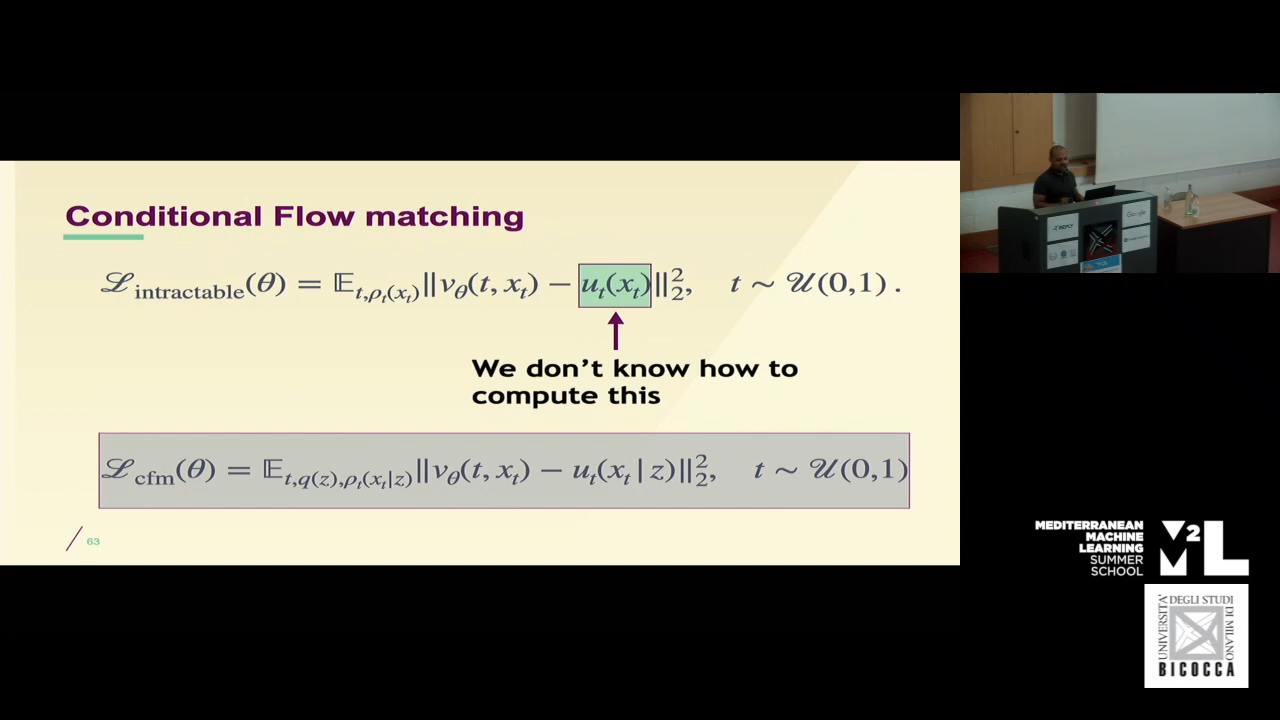 Conditional Flow matching
ℒ_intractable(θ) = 𝔼_{t,ρ_t(x_t)}‖v_θ(t, x_t) − u_t(x_t)‖²₂,  t ∼ 𝒰(0,1) .
We don’t know how to
compute this
ℒ_cfm(θ) = 𝔼_{t,q(z),ρ_t(x_t|z)}‖v_θ(t, x_t) − u_t(x_t | z)‖²₂,  t ∼ 𝒰(0,1)
63
REPLY
Google
MEDITERRANEAN
MACHINE
LEARNING
SUMMER
SCHOOL
M2L
UNIVERSITÀ
DEGLI STUDI
DI MILANO
BICOCCA